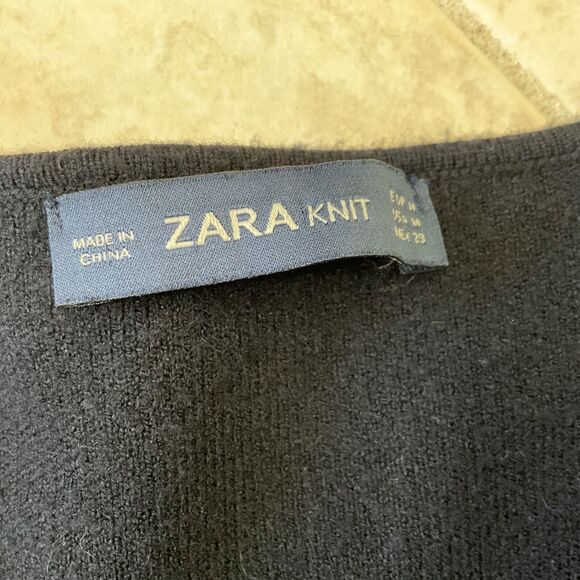 MADE IN
CHINA
ZARA KNIT
EUR M
USA M
MEX 28